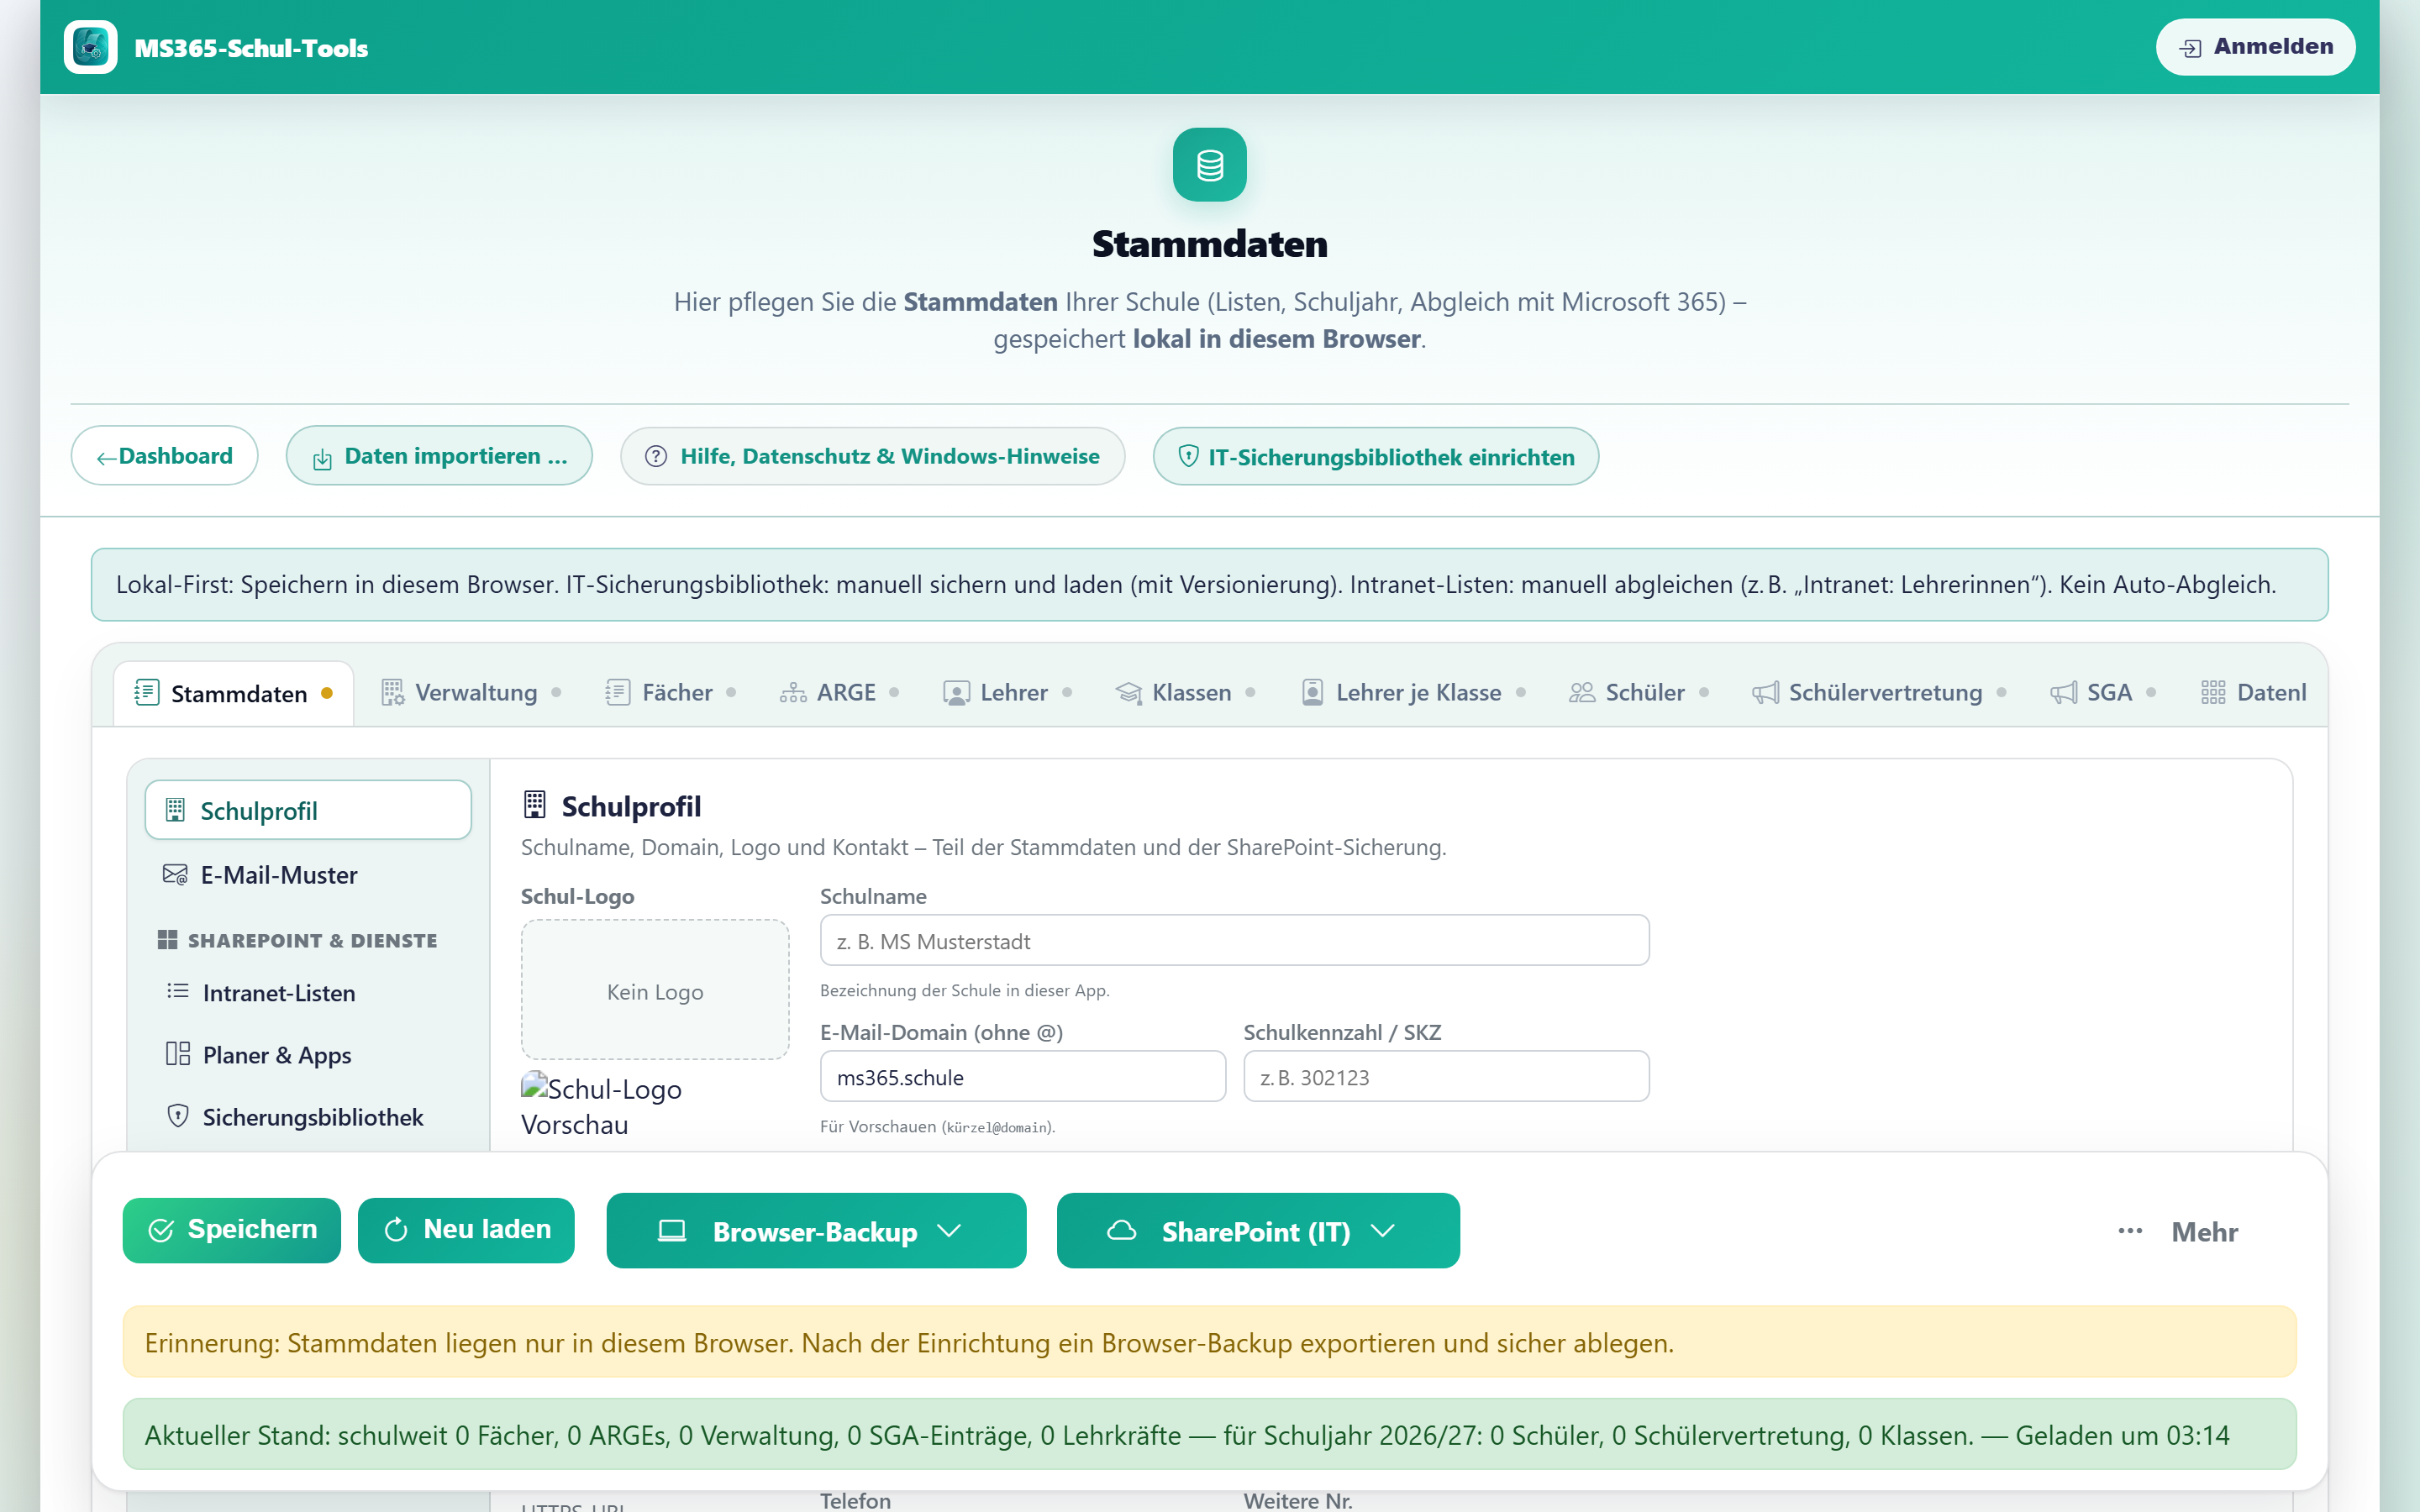 MS365-Schul-Tools
Anmelden
Stammdaten
Hier pflegen Sie die Stammdaten Ihrer Schule (Listen, Schuljahr, Abgleich mit Microsoft 365) –
gespeichert lokal in diesem Browser.
←Dashboard
Daten importieren ...
Hilfe, Datenschutz & Windows-Hinweise
IT-Sicherungsbibliothek einrichten
Lokal-First: Speichern in diesem Browser. IT-Sicherungsbibliothek: manuell sichern und laden (mit Versionierung). Intranet-Listen: manuell abgleichen (z. B. „Intranet: Lehrerinnen“). Kein Auto-Abgleich.
Stammdaten
Verwaltung
Fächer
ARGE
Lehrer
Klassen
Lehrer je Klasse
Schüler
Schülervertretung
SGA
Datenl
Schulprofil
E-Mail-Muster
SHAREPOINT & DIENSTE
Intranet-Listen
Planer & Apps
Sicherungsbibliothek
Schulprofil
Schulname, Domain, Logo und Kontakt – Teil der Stammdaten und der SharePoint-Sicherung.
Schul-Logo
Kein Logo
Schul-Logo
Vorschau
Schulname
z. B. MS Musterstadt
Bezeichnung der Schule in dieser App.
E-Mail-Domain (ohne @)
Schulkennzahl / SKZ
ms365.schule
z. B. 302123
Für Vorschauen (kürzel@domain).
Speichern
Neu laden
Browser-Backup
SharePoint (IT)
... Mehr
Erinnerung: Stammdaten liegen nur in diesem Browser. Nach der Einrichtung ein Browser-Backup exportieren und sicher ablegen.
Aktueller Stand: schulweit 0 Fächer, 0 ARGEs, 0 Verwaltung, 0 SGA-Einträge, 0 Lehrkräfte — für Schuljahr 2026/27: 0 Schüler, 0 Schülervertretung, 0 Klassen. — Geladen um 03:14
HTTPS-URL
Telefon
Weitere Nr.